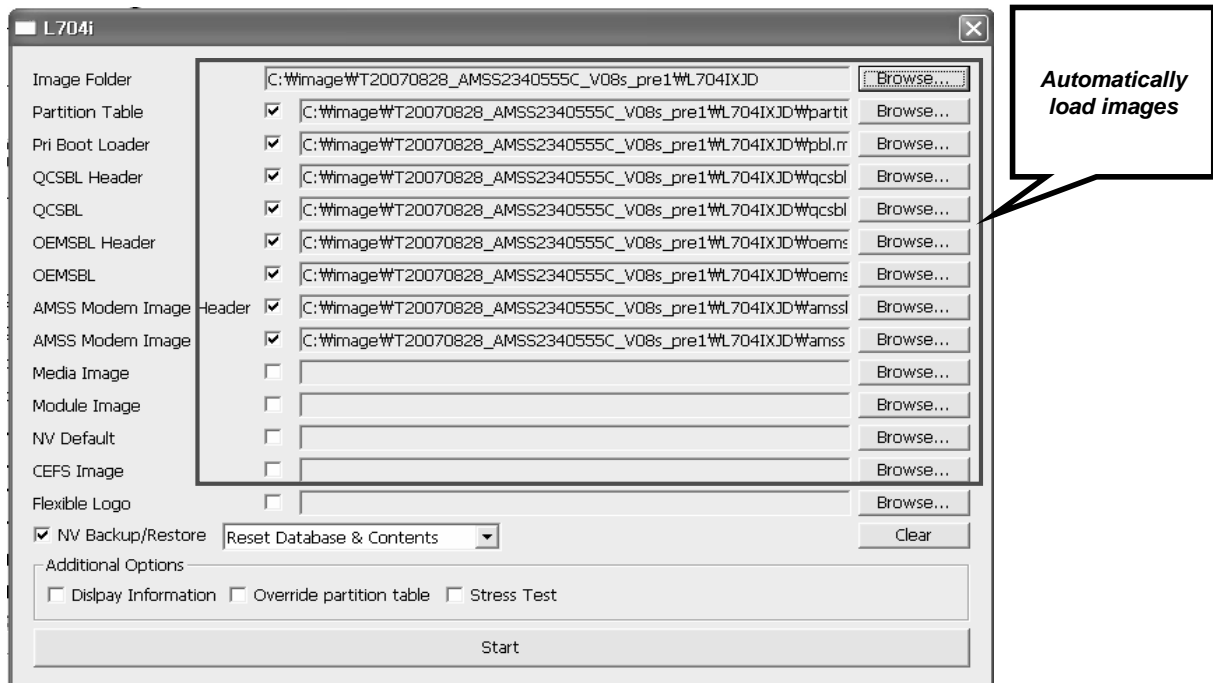 L704i
Image Folder C:₩image₩T20070828_AMSS2340555C_V08s_pre1₩L704IXJD Browse...
Partition Table C:₩image₩T20070828_AMSS2340555C_V08s_pre1₩L704IXJD₩partit Browse...
Pri Boot Loader C:₩image₩T20070828_AMSS2340555C_V08s_pre1₩L704IXJD₩pbl.m Browse...
QCSBL Header C:₩image₩T20070828_AMSS2340555C_V08s_pre1₩L704IXJD₩qcsbl Browse...
QCSBL C:₩image₩T20070828_AMSS2340555C_V08s_pre1₩L704IXJD₩qcsbl Browse...
OEMSBL Header C:₩image₩T20070828_AMSS2340555C_V08s_pre1₩L704IXJD₩oems Browse...
OEMSBL C:₩image₩T20070828_AMSS2340555C_V08s_pre1₩L704IXJD₩oems Browse...
AMSS Modem Image Header C:₩image₩T20070828_AMSS2340555C_V08s_pre1₩L704IXJD₩amssl Browse...
AMSS Modem Image C:₩image₩T20070828_AMSS2340555C_V08s_pre1₩L704IXJD₩amss Browse...
Media Image Browse...
Module Image Browse...
NV Default Browse...
CEFS Image Browse...
Flexible Logo Browse...
NV Backup/Restore Reset Database & Contents Clear
Additional Options
Dislpay Information Override partition table Stress Test
Start
Automatically
load images